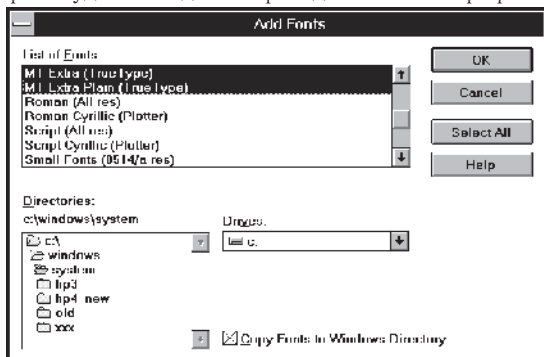 Add Fonts
List of Fonts
MT Extra (TrueType)
MT Extra Plain (TrueType)
Roman (All res)
Roman Cyrillic (Plotter)
Script (All res)
Script Cyrillic (Plotter)
Small Fonts (8514/a res)
OK
Cancel
Select All
Help
Directories:
c:\windows\system
c:\
windows
system
hp3
hp4_new
old
xxx
Drives:
c:
Copy Fonts to Windows Directory